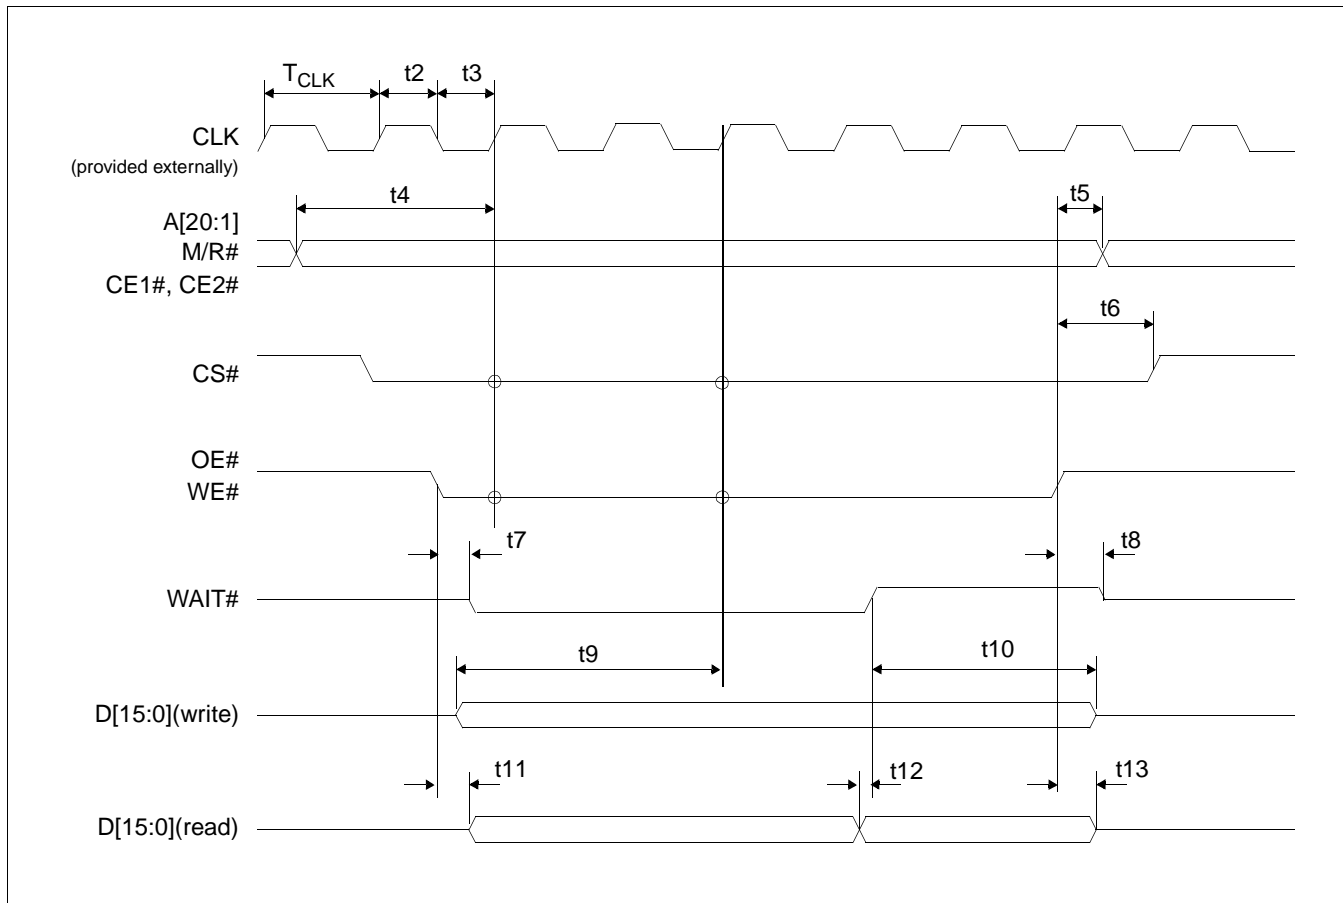 TCLK
t2
t3
CLK
(provided externally)
t4
t5
A[20:1]
M/R#
CE1#, CE2#
t6
CS#
OE#
WE#
t7
t8
WAIT#
t9
t10
D[15:0](write)
t11
t12
t13
D[15:0](read)